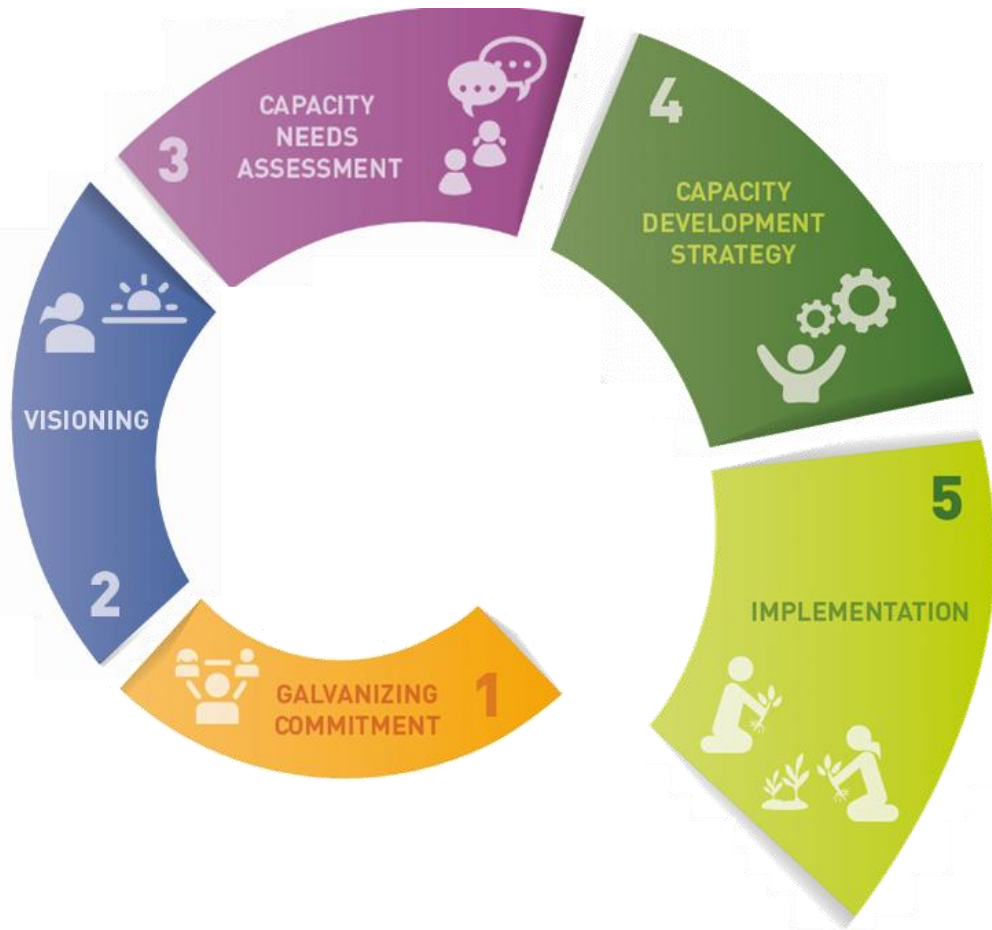 1
GALVANIZING
COMMITMENT
2
VISIONING
3
CAPACITY
NEEDS
ASSESSMENT
4
CAPACITY
DEVELOPMENT
STRATEGY
5
IMPLEMENTATION